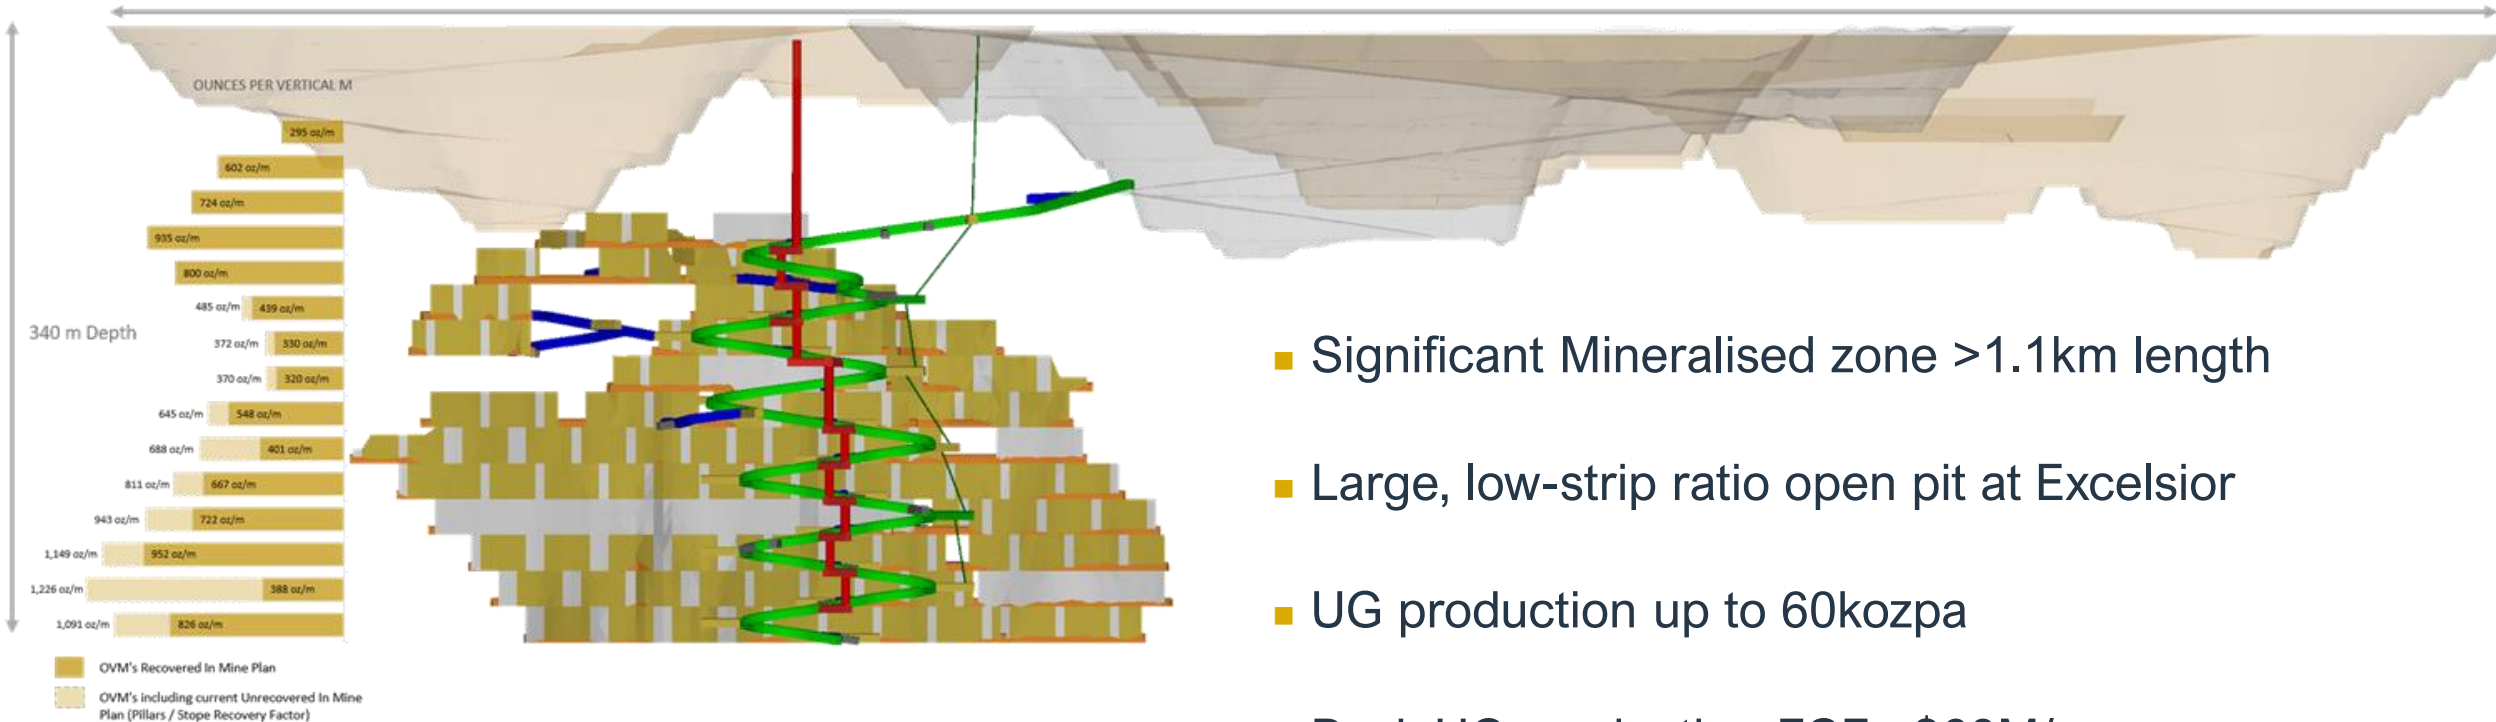 OUNCES PER VERTICAL M
295 oz/m
602 oz/m
724 oz/m
935 oz/m
800 oz/m
485 oz/m 439 oz/m
340 m Depth
372 oz/m 330 oz/m
370 oz/m 320 oz/m
645 oz/m 548 oz/m
688 oz/m 401 oz/m
811 oz/m 667 oz/m
943 oz/m 722 oz/m
1,149 oz/m 952 oz/m
1,226 oz/m 388 oz/m
1,091 oz/m 826 oz/m
OVM's Recovered In Mine Plan
OVM's including current Unrecovered In Mine
Plan (Pillars / Stope Recovery Factor)
Significant Mineralised zone >1.1km length
Large, low-strip ratio open pit at Excelsior
UG production up to 60kozpa